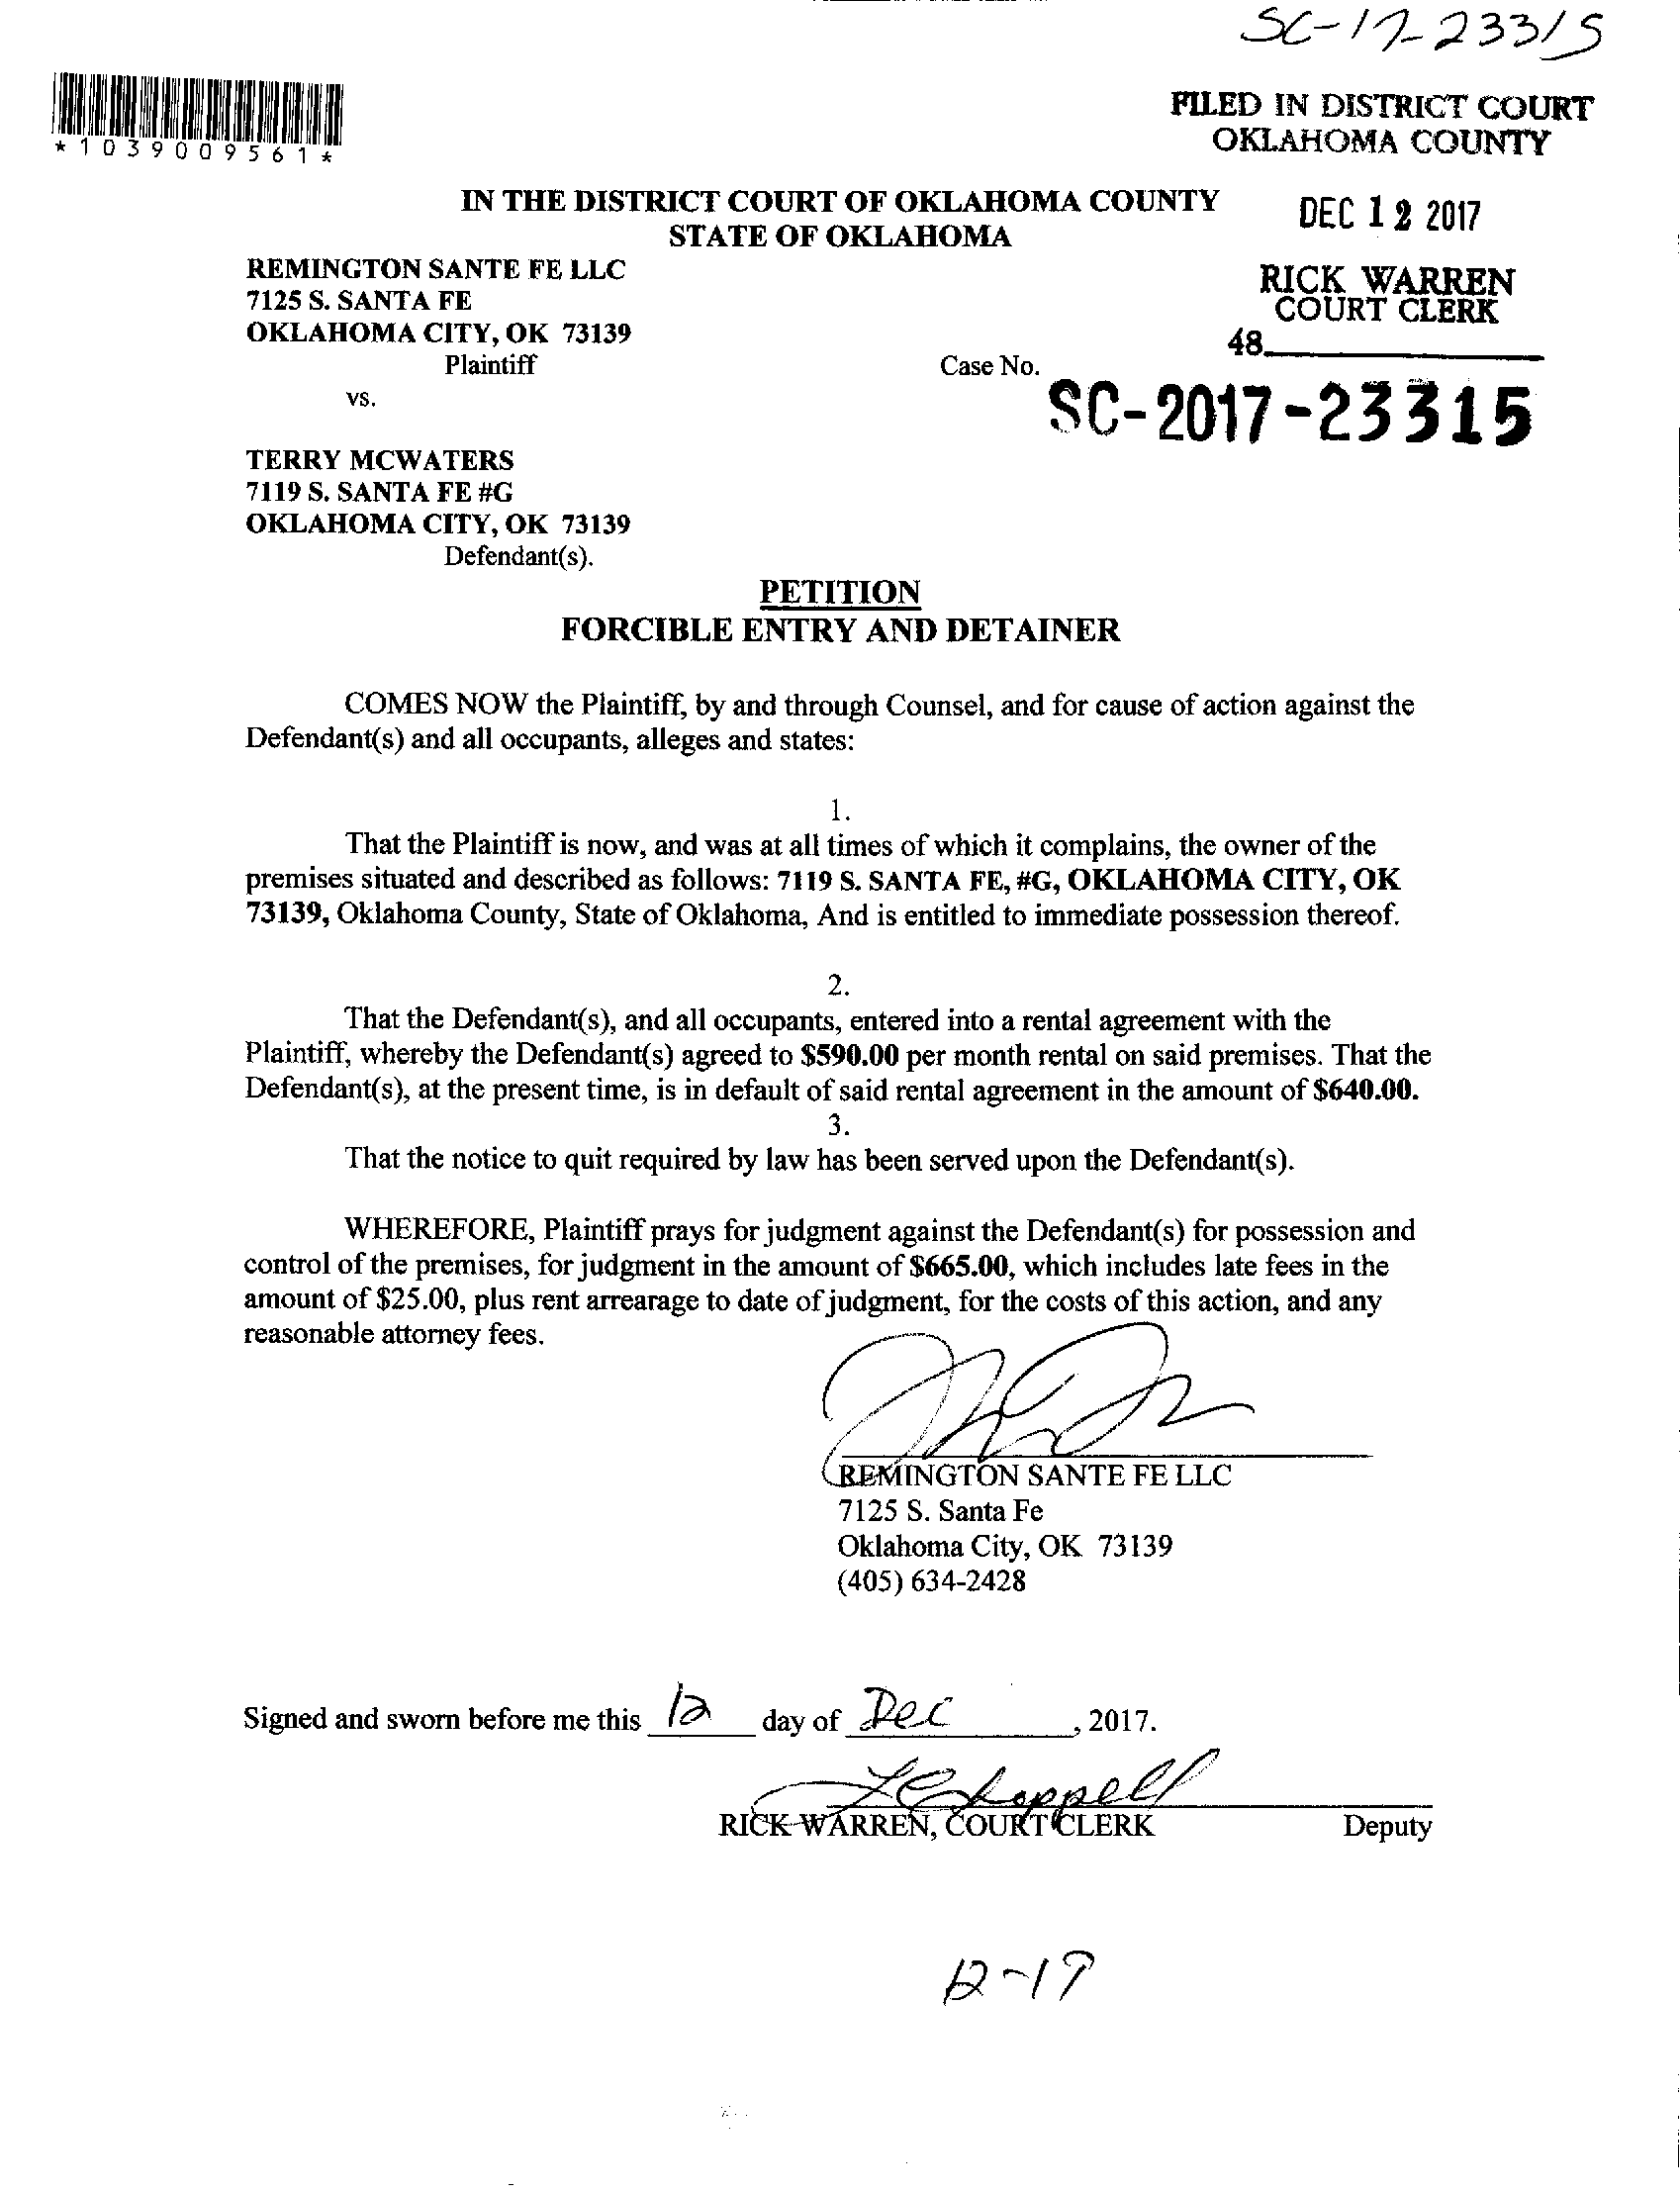 SC-17-23315
*1039009561*
FILED IN DISTRICT COURT
OKLAHOMA COUNTY
DEC 12 2017
RICK WARREN
COURT CLERK
48
IN THE DISTRICT COURT OF OKLAHOMA COUNTY
STATE OF OKLAHOMA
REMINGTON SANTE FE LLC
7125 S. SANTA FE
OKLAHOMA CITY, OK 73139
Plaintiff
vs.
Case No.
SC-2017-23315
TERRY MCWATERS
7119 S. SANTA FE #G
OKLAHOMA CITY, OK 73139
Defendant(s).
PETITION
FORCIBLE ENTRY AND DETAINER
COMES NOW the Plaintiff, by and through Counsel, and for cause of action against the
Defendant(s) and all occupants, alleges and states:
1.
That the Plaintiff is now, and was at all times of which it complains, the owner of the
premises situated and described as follows: 7119 S. SANTA FE, #G, OKLAHOMA CITY, OK
73139, Oklahoma County, State of Oklahoma, And is entitled to immediate possession thereof.
2.
That the Defendant(s), and all occupants, entered into a rental agreement with the
Plaintiff, whereby the Defendant(s) agreed to $590.00 per month rental on said premises. That the
Defendant(s), at the present time, is in default of said rental agreement in the amount of $640.00.
3.
That the notice to quit required by law has been served upon the Defendant(s).
WHEREFORE, Plaintiff prays for judgment against the Defendant(s) for possession and
control of the premises, for judgment in the amount of $665.00, which includes late fees in the
amount of $25.00, plus rent arrearage to date of judgment, for the costs of this action, and any
reasonable attorney fees.
REMINGTON SANTE FE LLC
7125 S. Santa Fe
Oklahoma City, OK 73139
(405) 634-2428
Signed and sworn before me this 12 day of Dec, 2017.
RICK WARREN, COURT CLERK Deputy
12-19